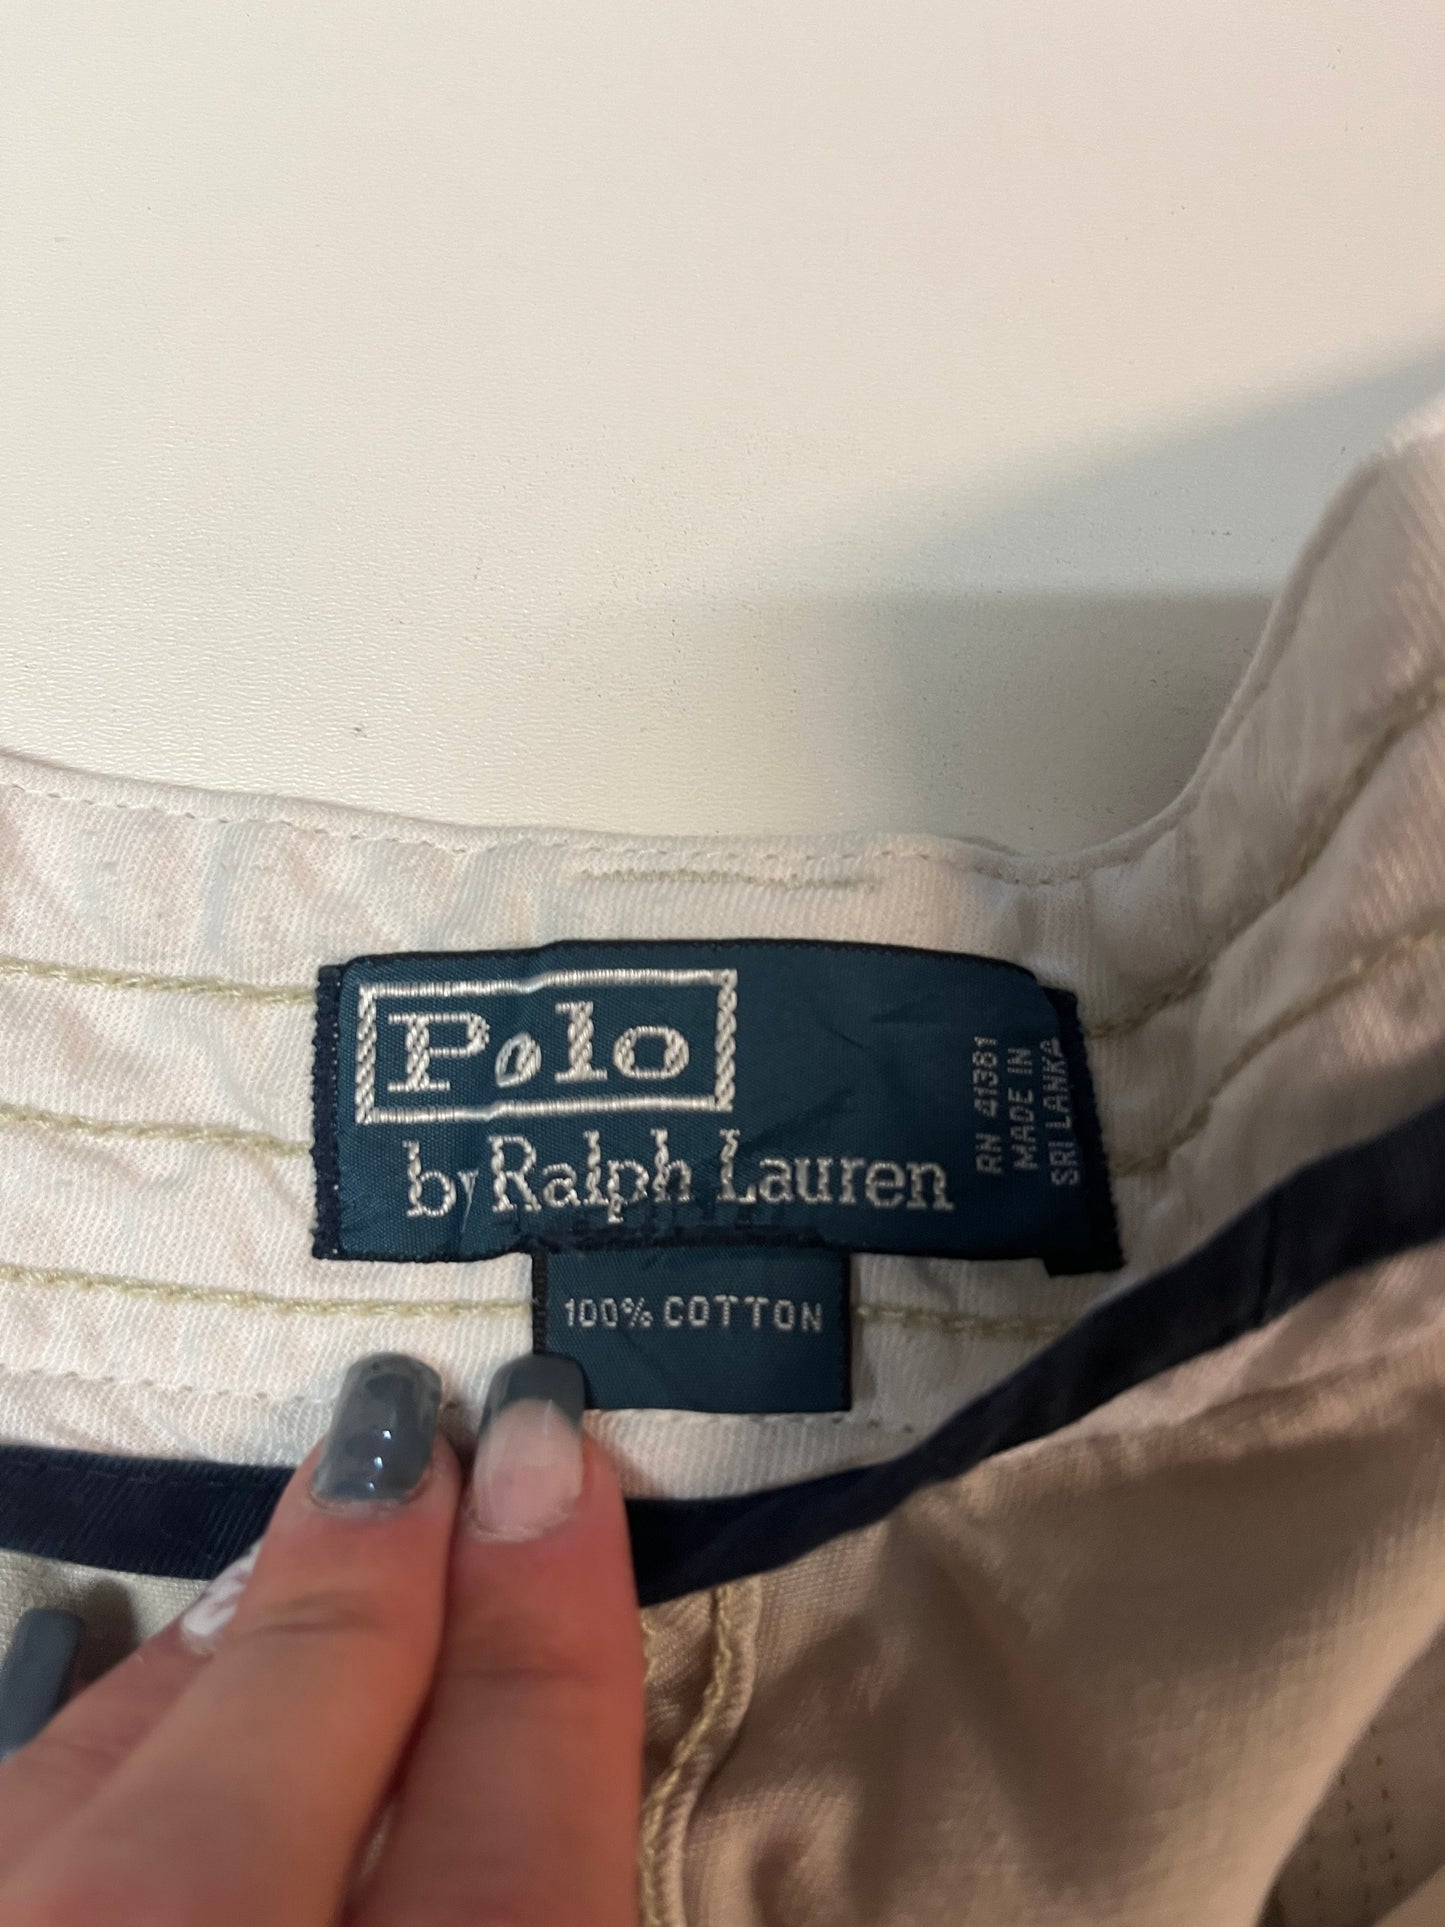 Polo
by Ralph Lauren
RN 41381
MADE IN
SRI LANKA
100% COTTON